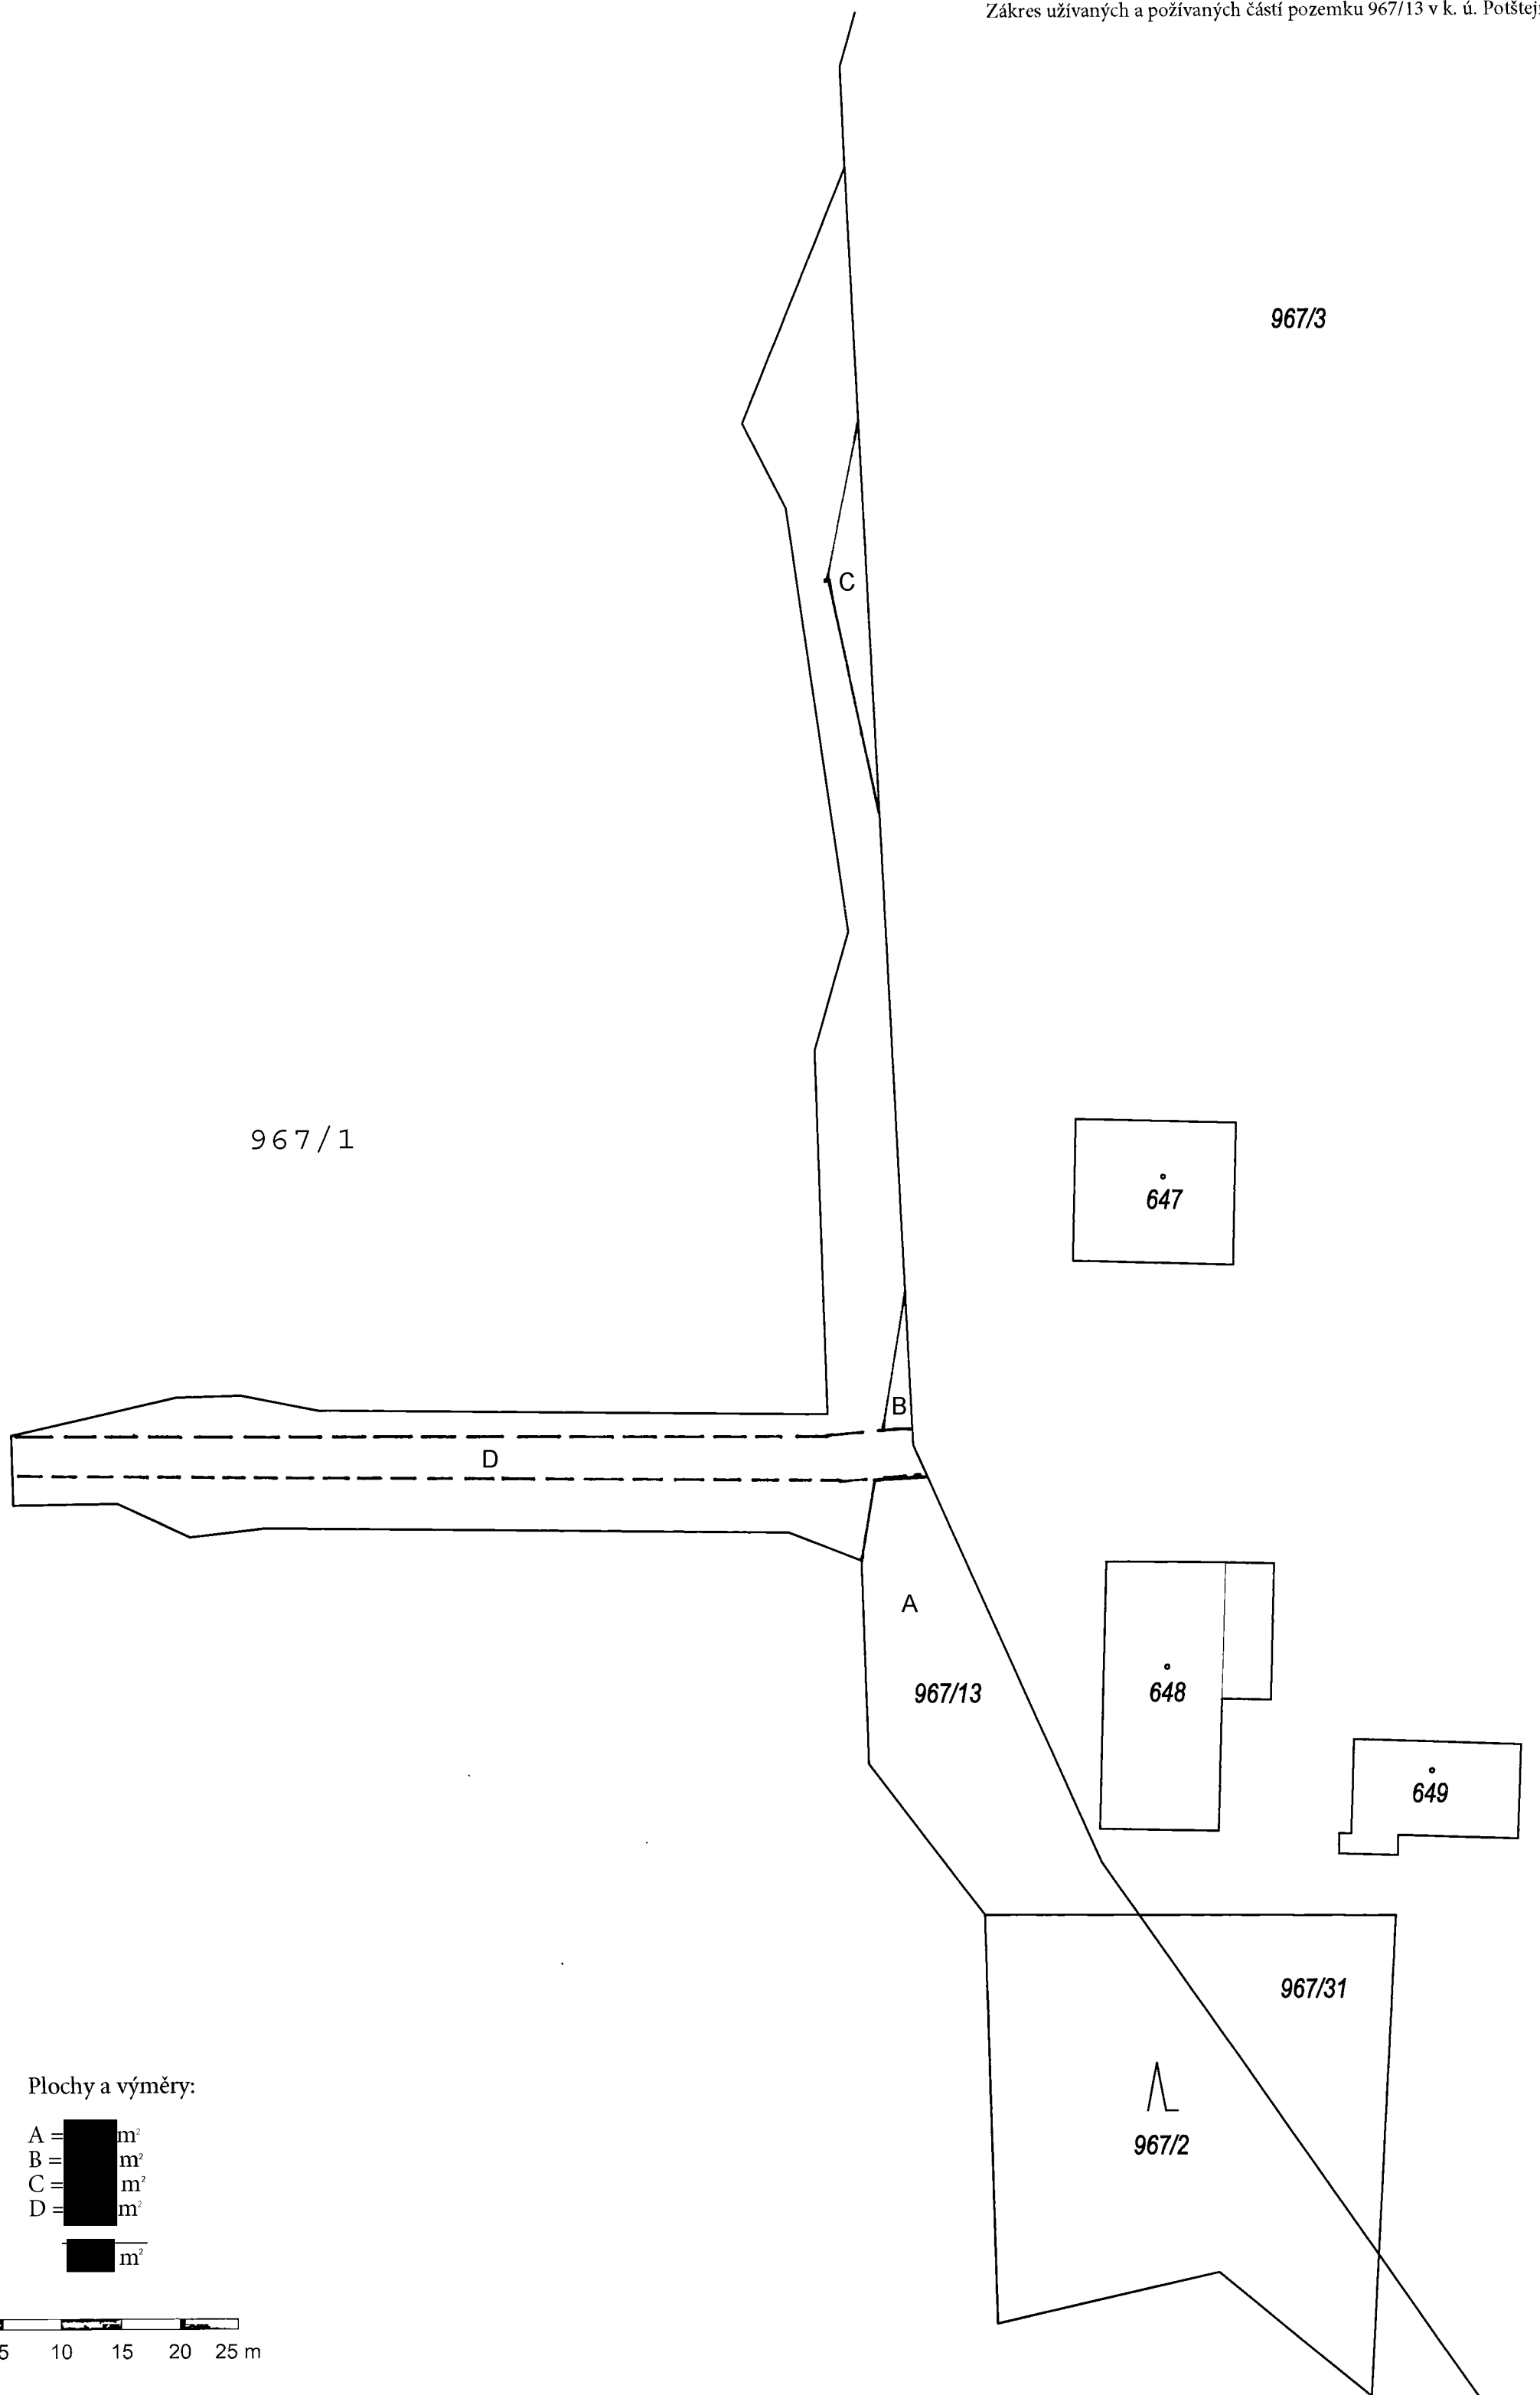 Zákres užívaných a požívaných částí pozemku 967/13 v k. ú.
967/3
C
967/1
647
B
D
A
967/13
648
649
967/31
967/2
Plochy a výměry:
A = m²
B = m²
C = m²
D = m²
m²
5 10 15 20 25 m